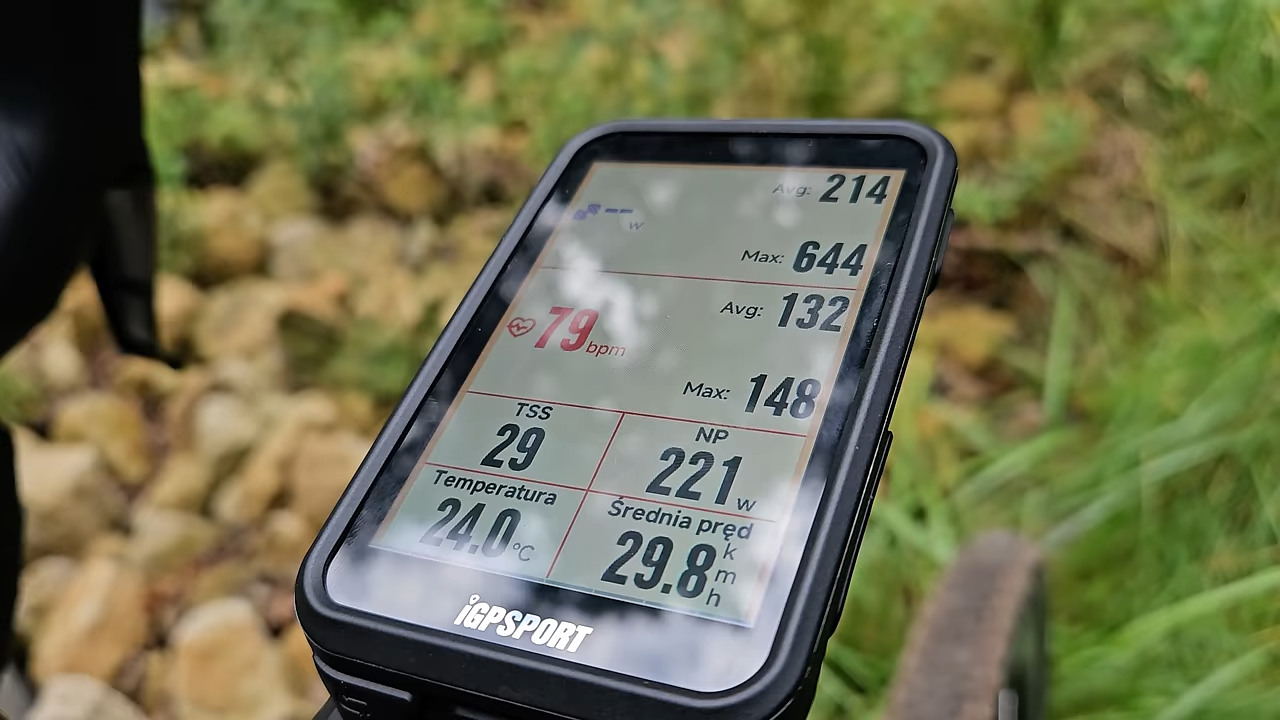 Avg: 214
-- w
Max: 644
Avg: 132
79 bpm
Max: 148
TSS
29
NP
221 w
Temperatura
24.0 °C
Średnia pręd
29.8 k
m
h
iGPSPORT